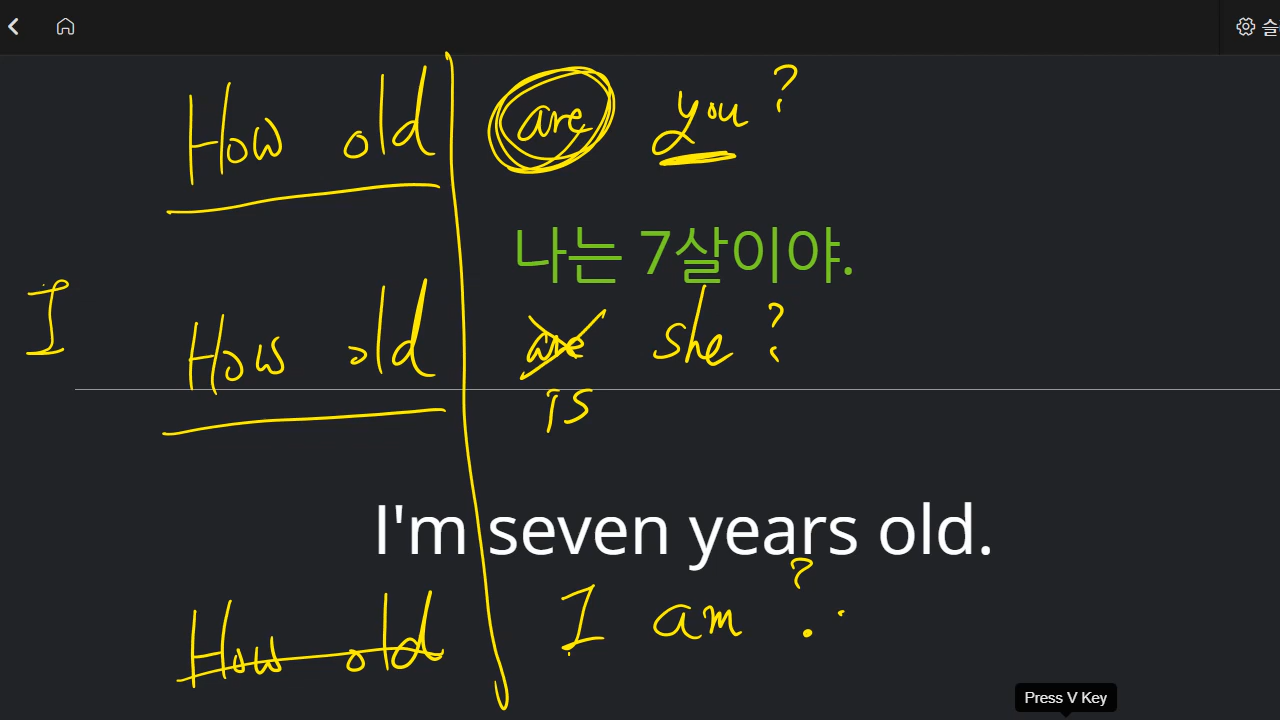 슬
How old are you?
나는 7살이야.
I
How old are she?
is
I'm seven years old.
How old I am?.
Press V Key